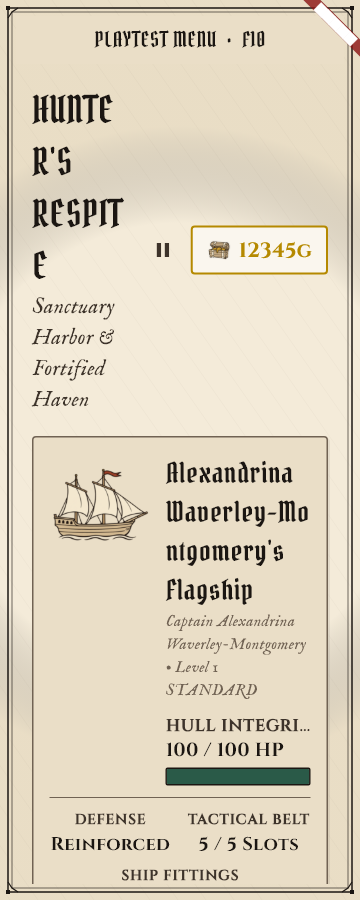 PLAYTEST MENU · F10
HUNTE
R'S
RESPIT
E
12345G
Sanctuary
Harbor &
Fortified
Haven
Alexandrina
Waverley-Mo
ntgomery's
Flagship
Captain Alexandrina
Waverley-Montgomery
• Level 1
STANDARD
HULL INTEGRI...
100 / 100 HP
DEFENSE
REINFORCED
TACTICAL BELT
5 / 5 SLOTS
SHIP FITTINGS